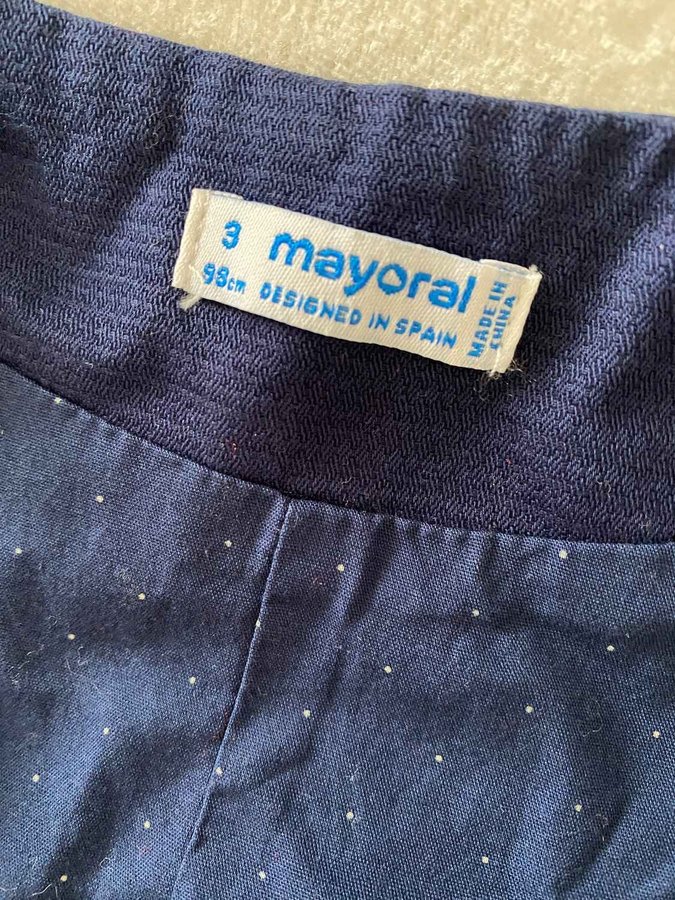 3 mayoral
98cm DESIGNED IN SPAIN
MADE IN
CHINA